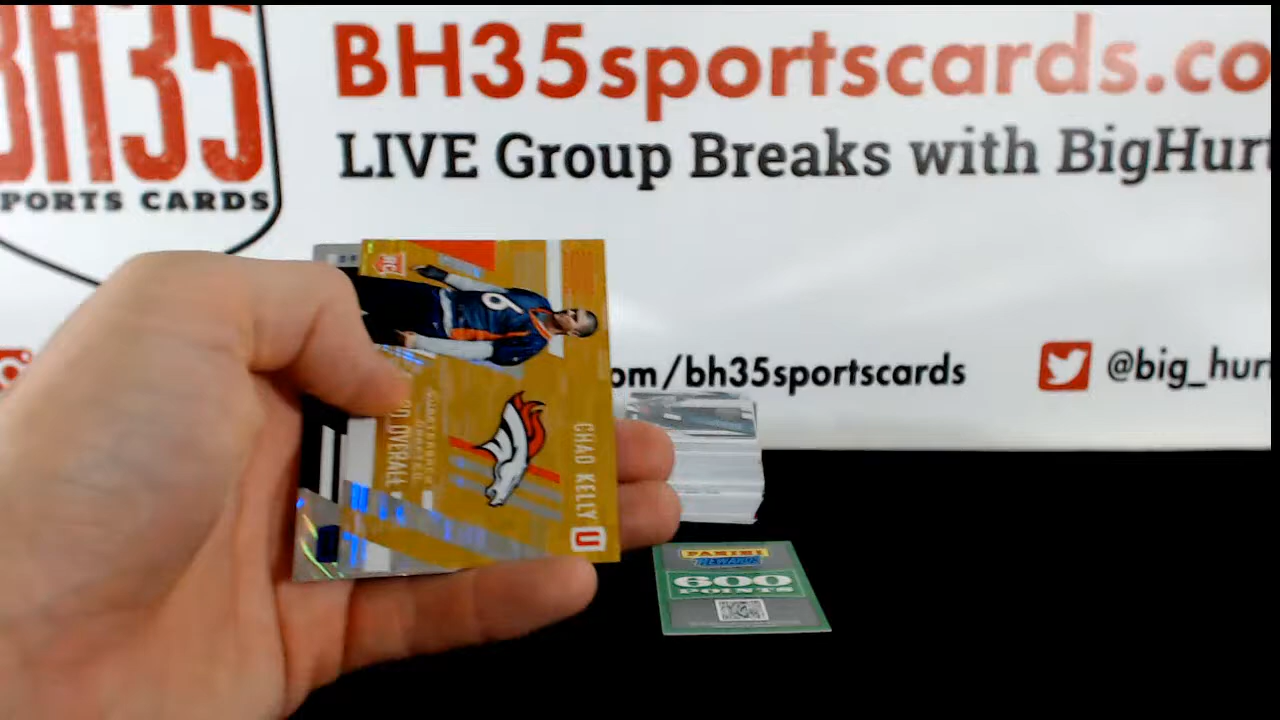 BH35
PORTS CARDS
BH35sportscards.co
LIVE Group Breaks with BigHurt
om/bh35sportscards
@big_hur
RC
9
CHAD KELLY
U
OVERALL
PANINI
REWARDS
600
POINTS